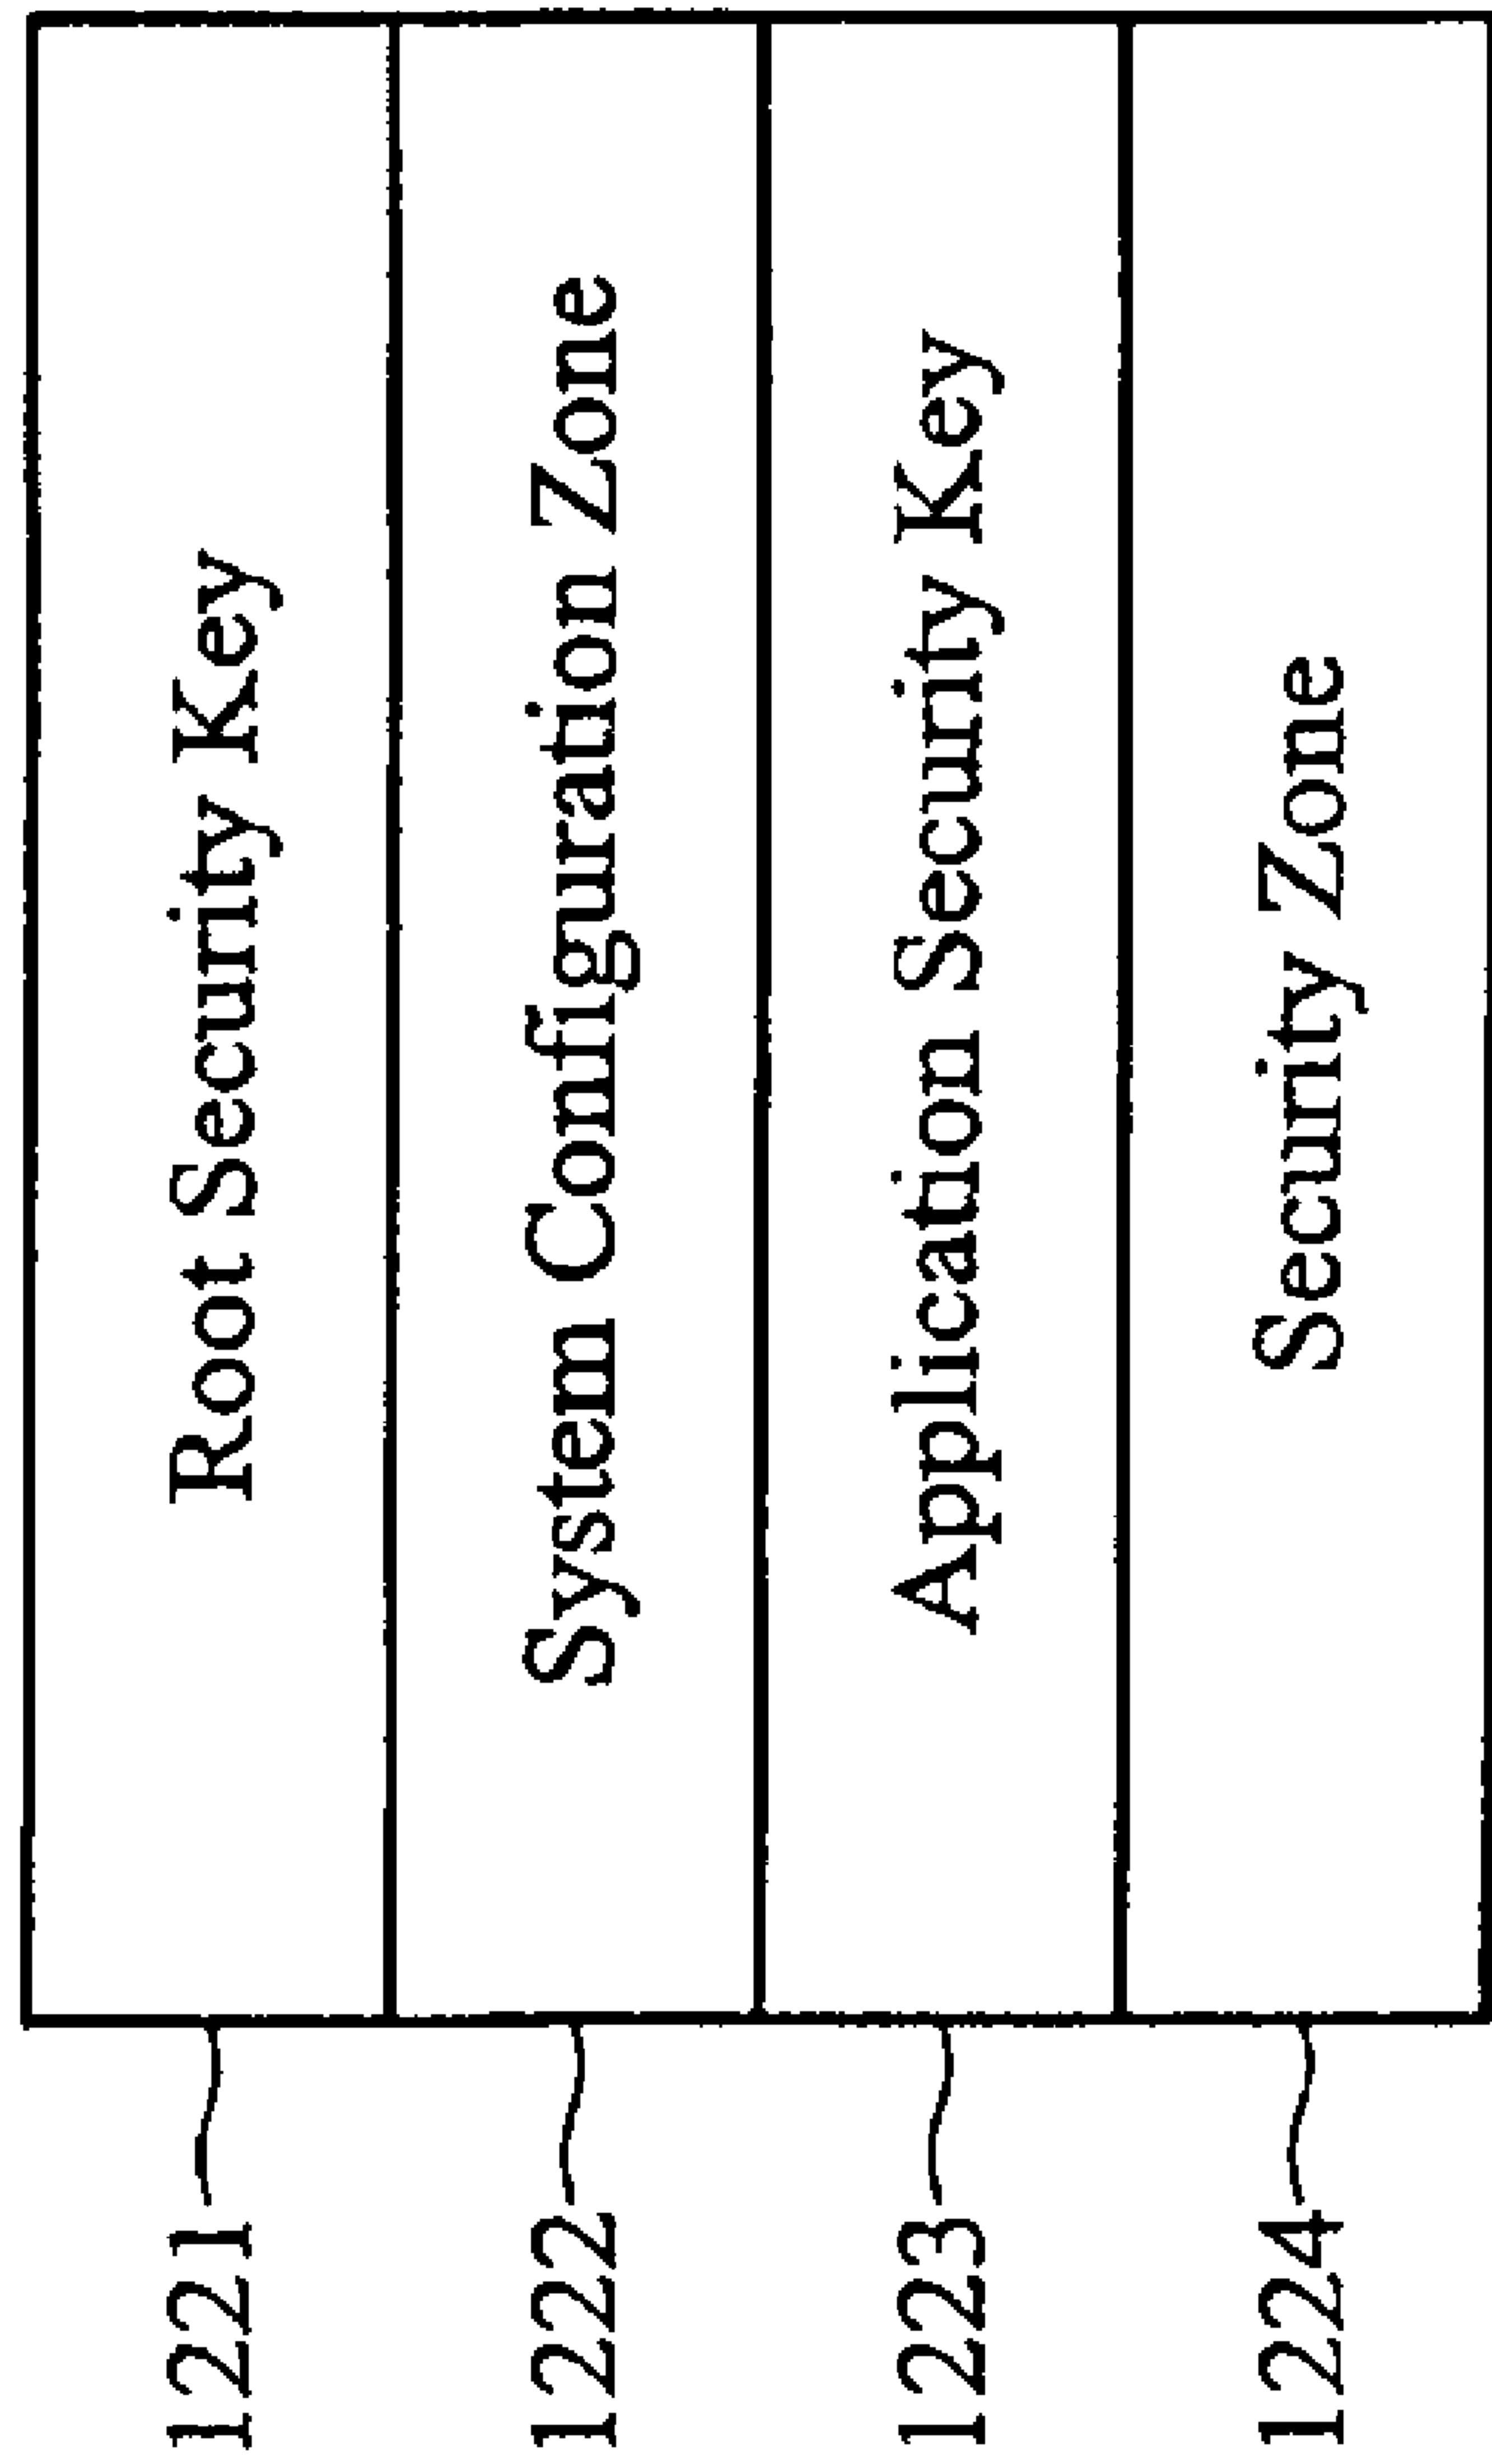 1221 Root Security Key
1222 System Configuration Zone
1223 Application Security Key
1224 Security Zone